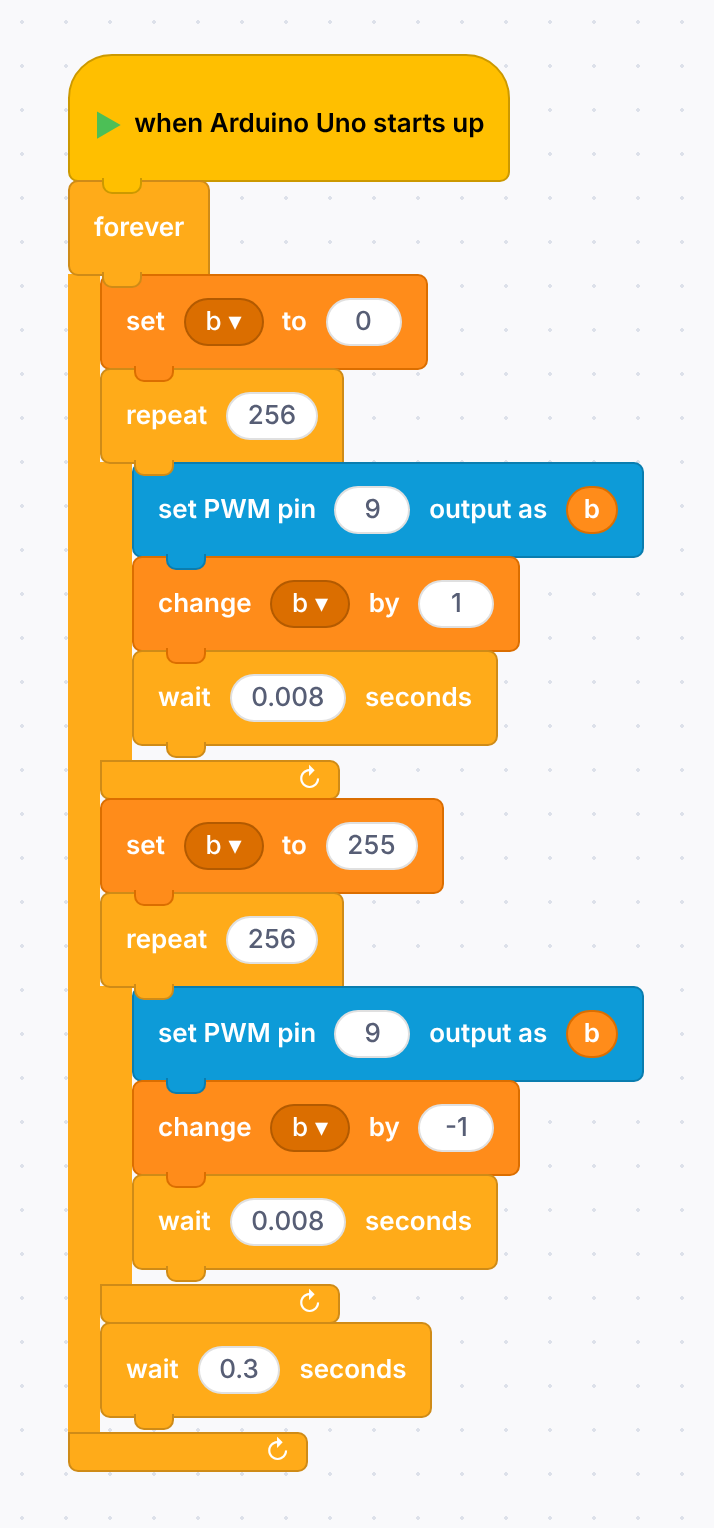 when Arduino Uno starts up
forever
set b ▾ to 0
repeat 256
set PWM pin 9 output as b
change b ▾ by 1
wait 0.008 seconds
set b ▾ to 255
repeat 256
set PWM pin 9 output as b
change b ▾ by -1
wait 0.008 seconds
wait 0.3 seconds